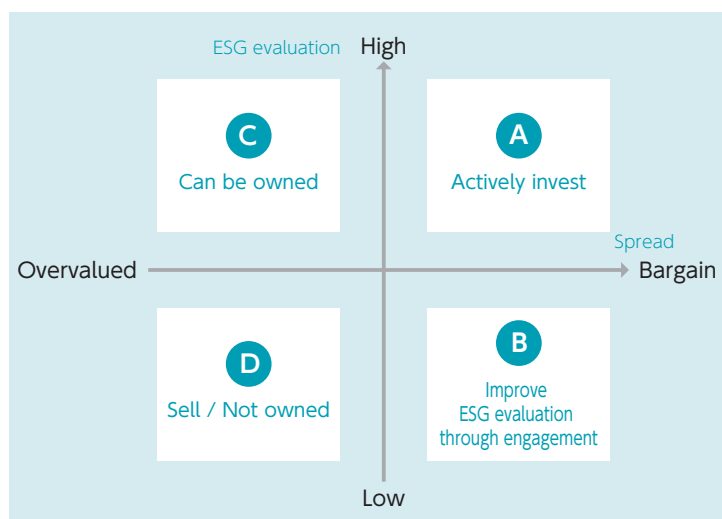 ESG evaluation High
C
Can be owned
A
Actively invest
Spread
Overvalued
Bargain
D
Sell / Not owned
B
Improve
ESG evaluation
through engagement
Low